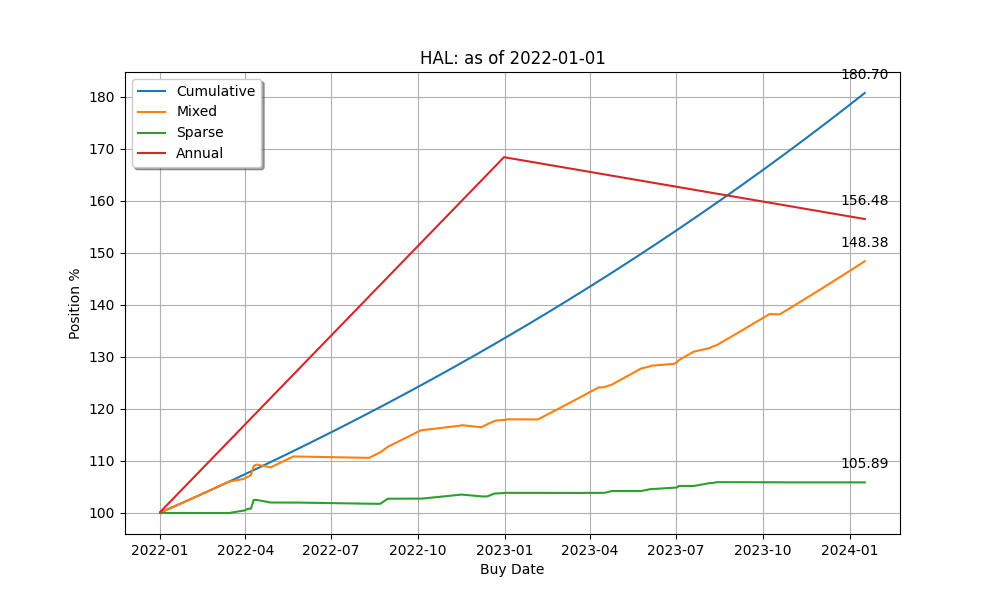 HAL: as of 2022-01-01
Cumulative
Mixed
Sparse
Annual
180.70
156.48
148.38
105.89
Position %
180
170
160
150
140
130
120
110
100
2022-01 2022-04 2022-07 2022-10 2023-01 2023-04 2023-07 2023-10 2024-01
Buy Date